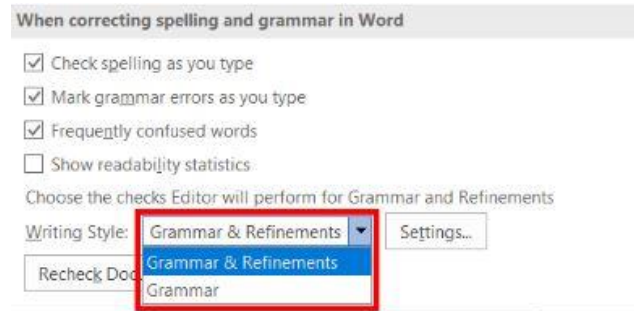 When correcting spelling and grammar in Word
Check spelling as you type
Mark grammar errors as you type
Frequently confused words
Show readability statistics
Choose the checks Editor will perform for Grammar and Refinements
Writing Style: Grammar & Refinements Settings...
Grammar & Refinements
Recheck Doc
Grammar